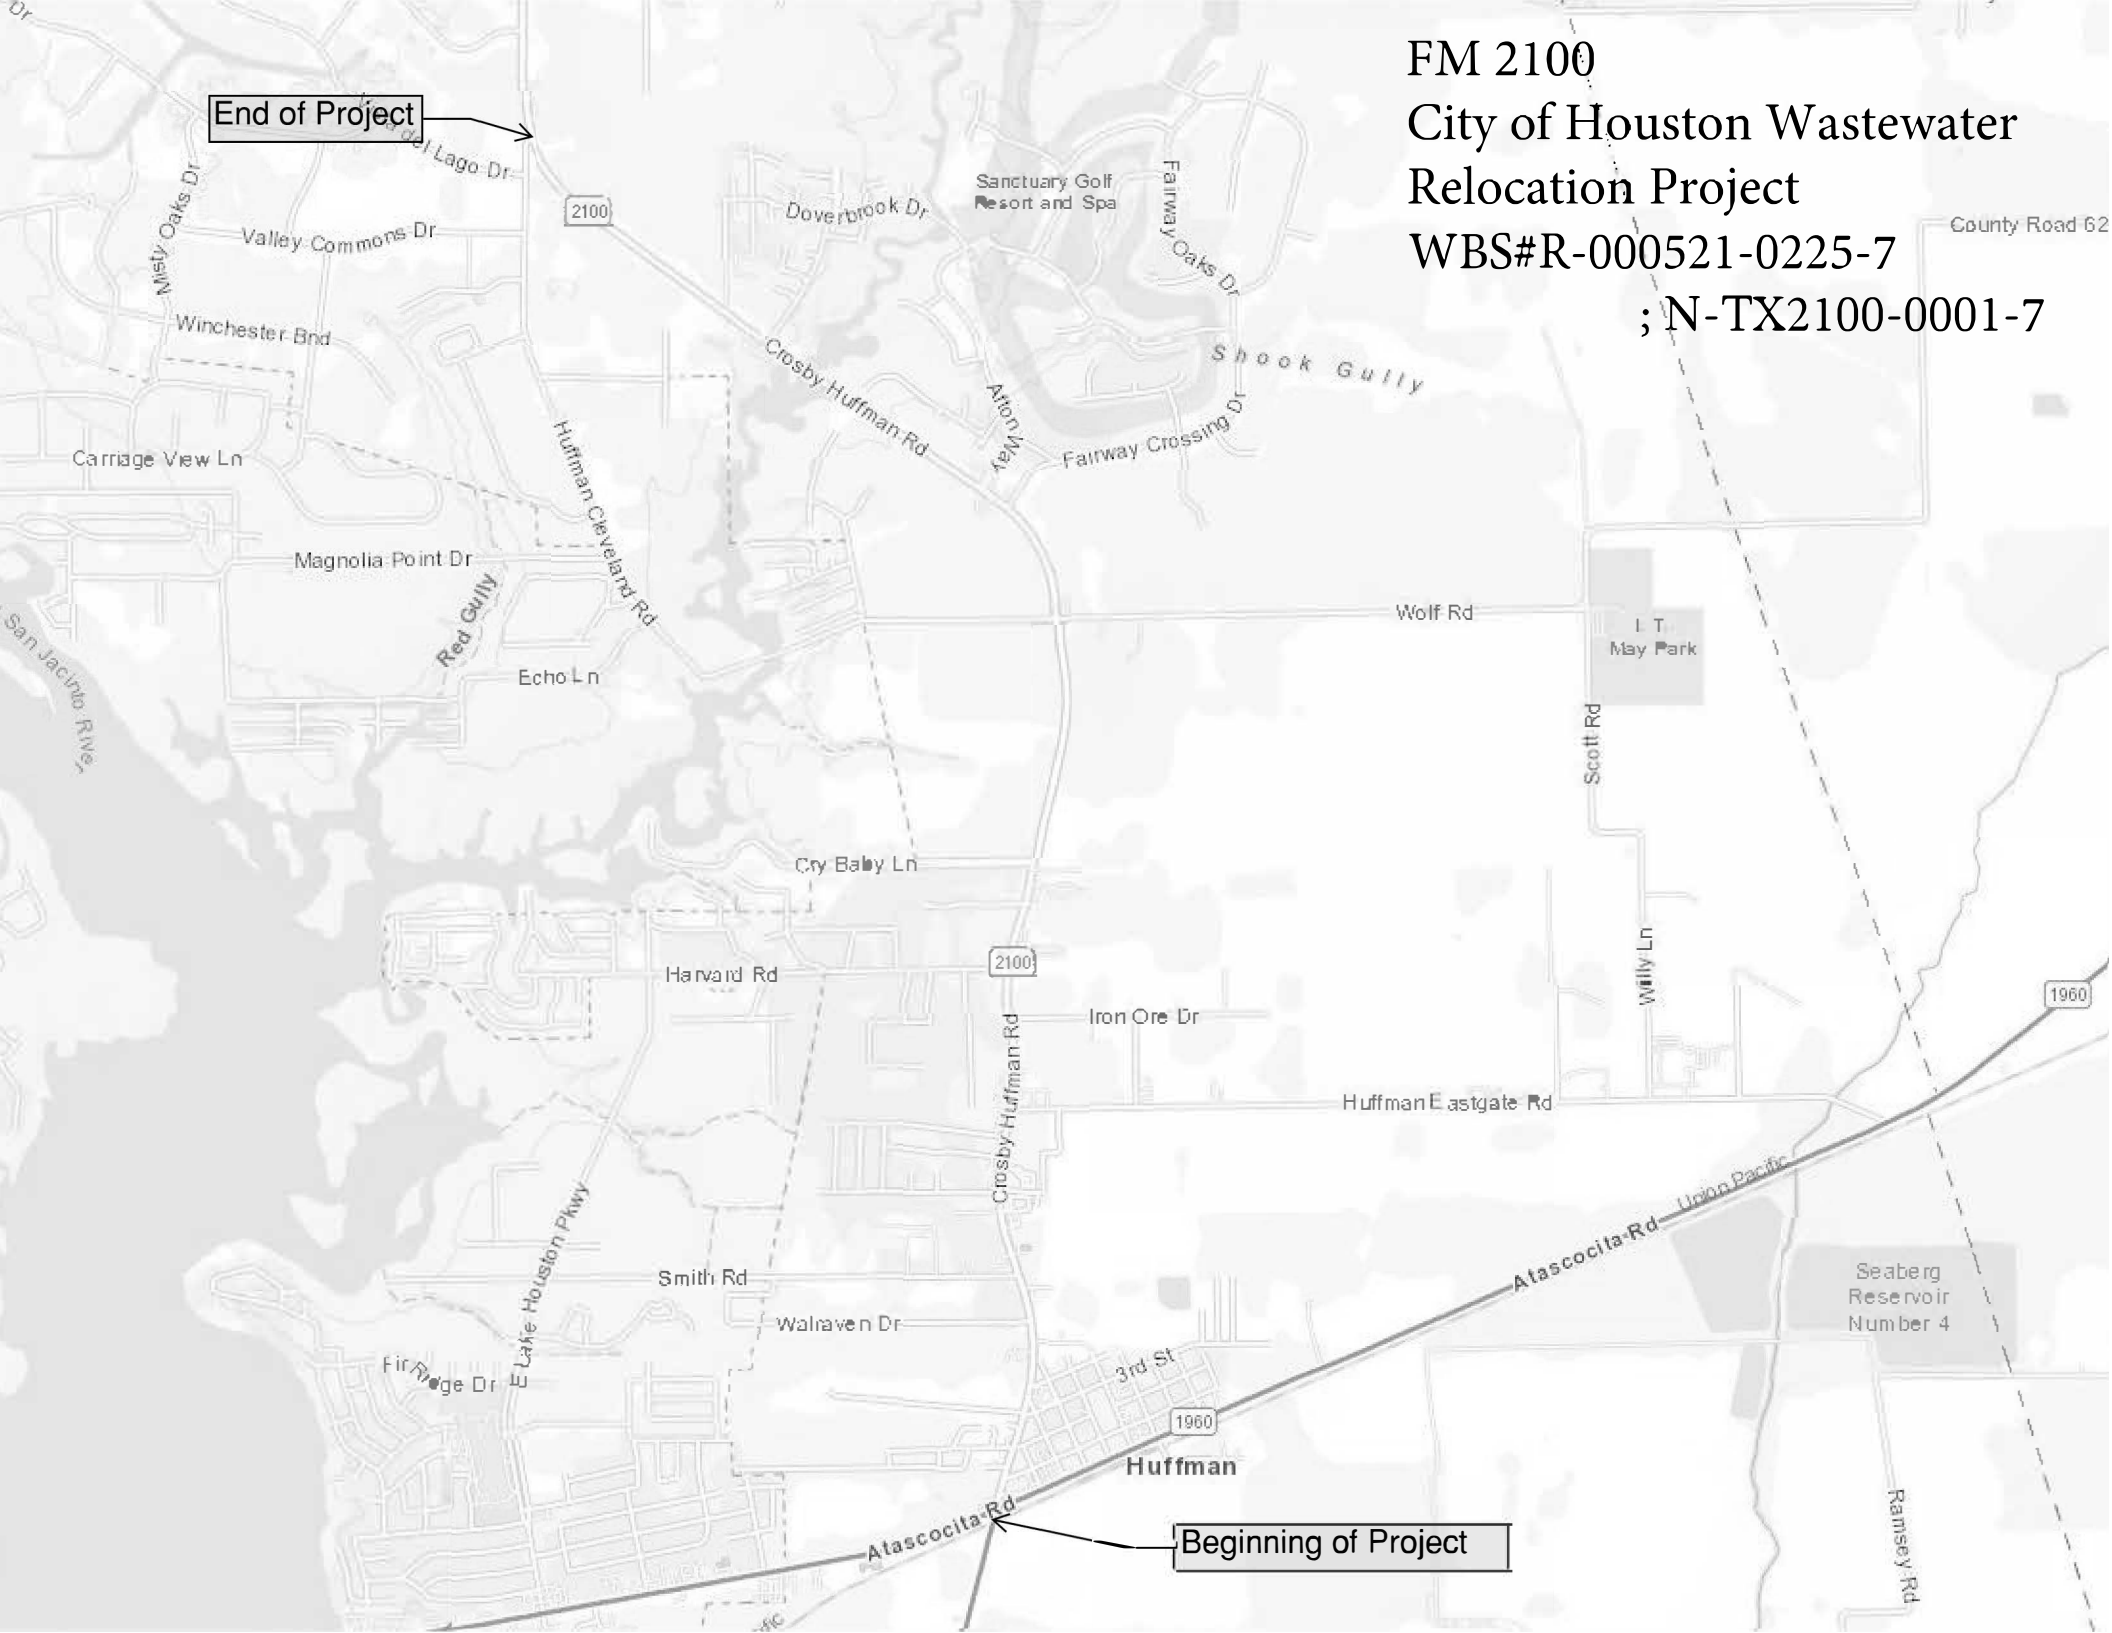 FM 2100
City of Houston Wastewater
Relocation Project
WBS#R-000521-0225-7
; N-TX2100-0001-7
Dr
End of Project
del Lago Dr
2100
Misty Oaks Dr
Valley Commons Dr
Winchester Bnd
Doverbrook Dr
Sanctuary Golf
Resort and Spa
Fairway Oaks Dr
County Road 62
Shook Gully
Crosby Huffman Rd
Afton Way
Fairway Crossing Dr
Huffman Cleveland Rd
Carriage View Ln
Magnolia Point Dr
Red Gully
Echo Ln
San Jacinto River
Wolf Rd
I T
May Park
Scott Rd
Cry Baby Ln
Harvard Rd
2100
Willy Ln
1960
Iron Ore Dr
Crosby Huffman Rd
Huffman Eastgate Rd
Union Pacific
Atascocita Rd
E Lake Houston Pkwy
Smith Rd
Walraven Dr
Seaberg
Reservoir
Number 4
Fir Ridge Dr
3rd St
1960
Huffman
Atascocita Rd
Beginning of Project
Ramsey Rd
fic